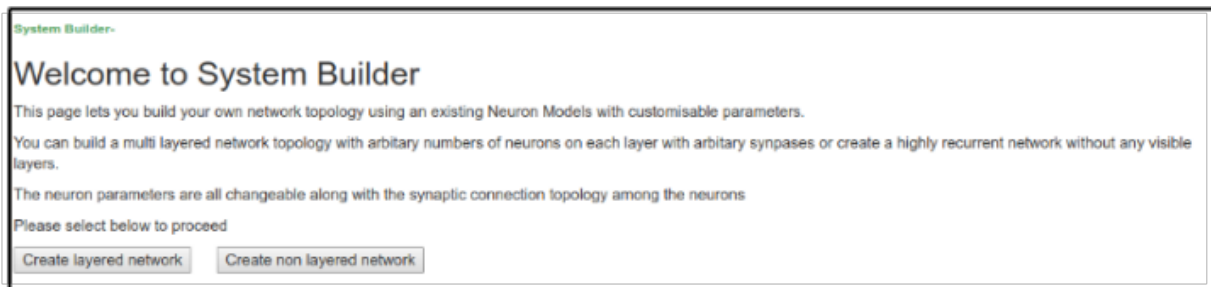 System Builder-
Welcome to System Builder
This page lets you build your own network topology using an existing Neuron Models with customisable parameters.
You can build a multi layered network topology with arbitary numbers of neurons on each layer with arbitary synpases or create a highly recurrent network without any visible
layers.
The neuron parameters are all changeable along with the synaptic connection topology among the neurons
Please select below to proceed
Create layered network Create non layered network